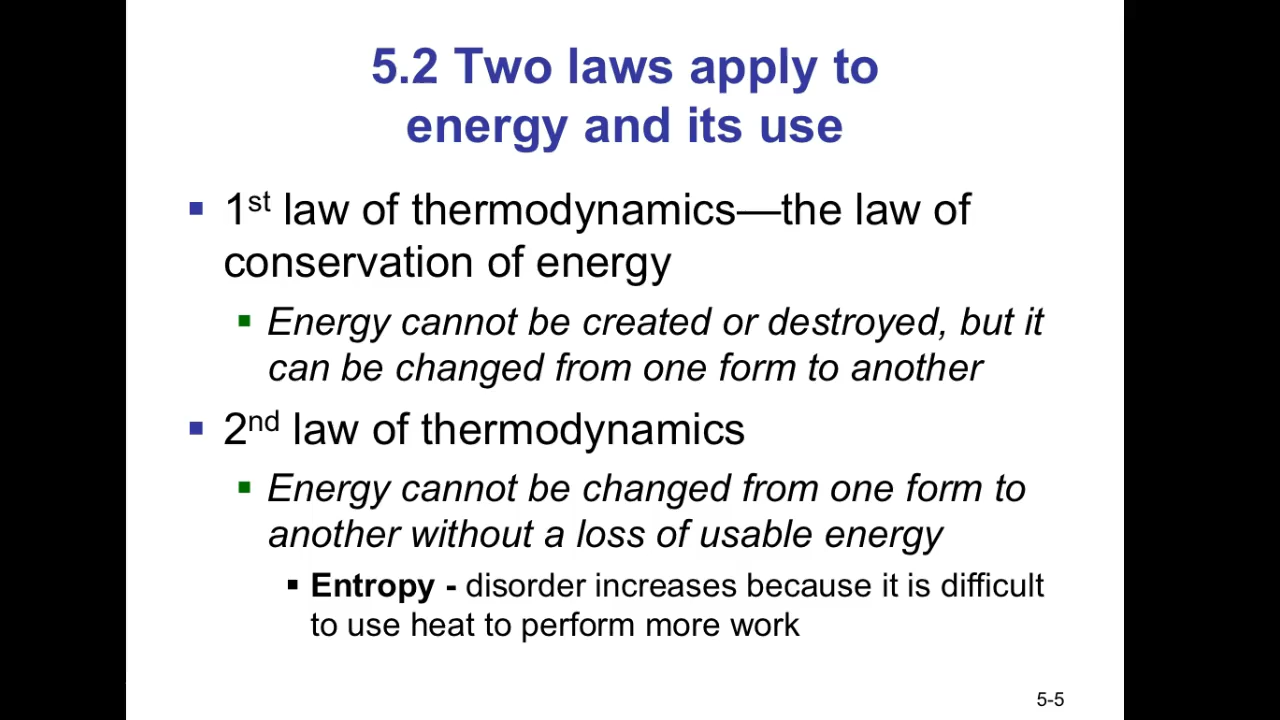 5.2 Two laws apply to
energy and its use
▪ 1st law of thermodynamics—the law of
conservation of energy
▪ Energy cannot be created or destroyed, but it
can be changed from one form to another
▪ 2nd law of thermodynamics
▪ Energy cannot be changed from one form to
another without a loss of usable energy
▪ Entropy - disorder increases because it is difficult
to use heat to perform more work
5-5